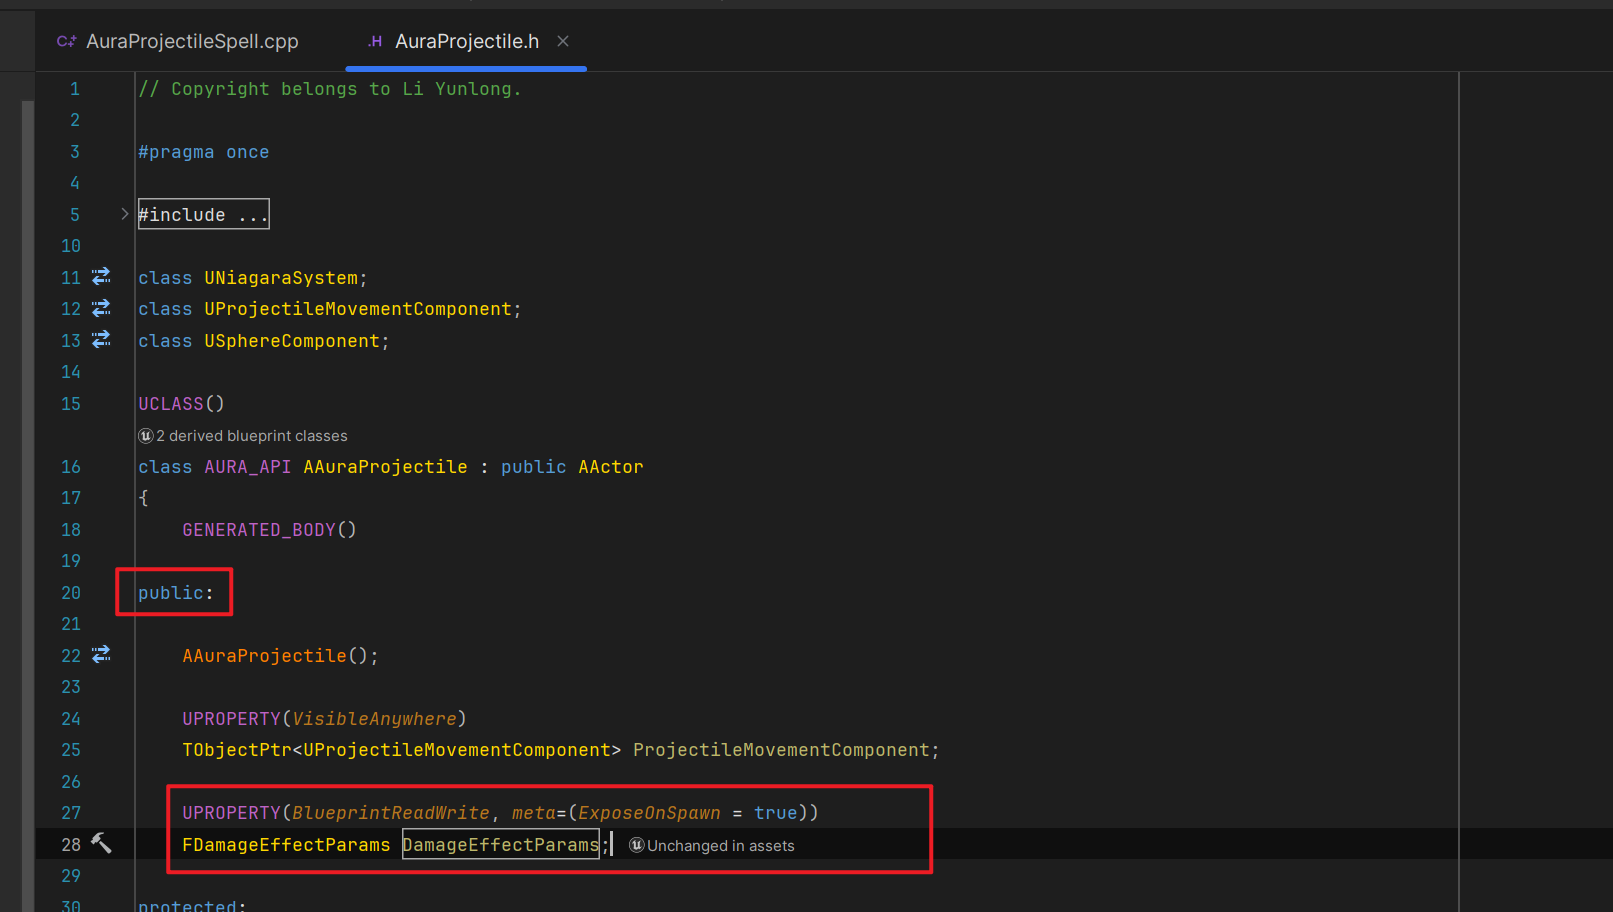 AuraProjectileSpell.cpp
AuraProjectile.h
1 // Copyright belongs to Li Yunlong.
2
3 #pragma once
4
5 #include ...
10
11 class UNiagaraSystem;
12 class UProjectileMovementComponent;
13 class USphereComponent;
14
15 UCLASS()
2 derived blueprint classes
16 class AURA_API AAuraProjectile : public AActor
17 {
18 GENERATED_BODY()
19
20 public:
21
22 AAuraProjectile();
23
24 UPROPERTY(VisibleAnywhere)
25 TObjectPtr<UProjectileMovementComponent> ProjectileMovementComponent;
26
27 UPROPERTY(BlueprintReadWrite, meta=(ExposeOnSpawn = true))
28 FDamageEffectParams DamageEffectParams; Unchanged in assets
29
30 protected: